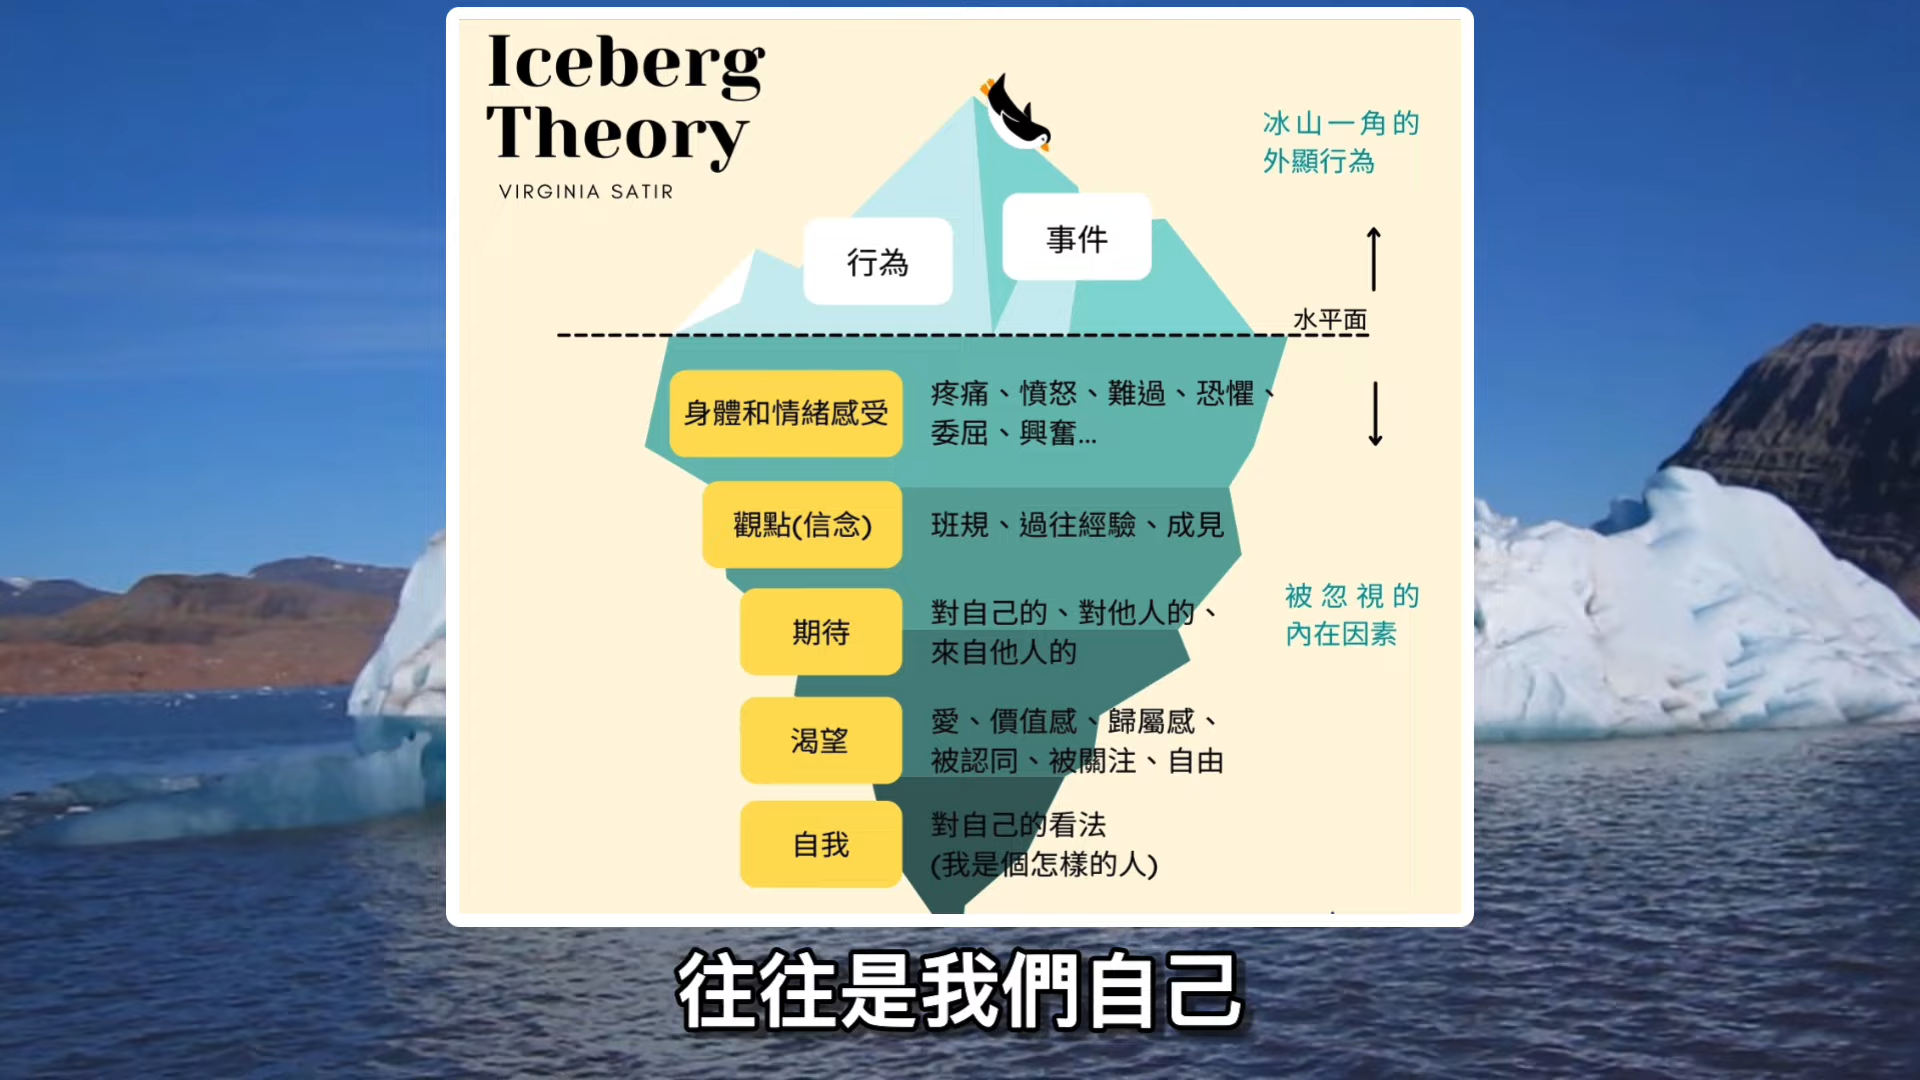 Iceberg
Theory
VIRGINIA SATIR
冰山一角的
外顯行為
事件
行為
水平面
身體和情緒感受
疼痛、憤怒、難過、恐懼、
委屈、興奮...
觀點(信念)
班規、過往經驗、成見
期待
對自己的、對他人的、
來自他人的
被忽視的
內在因素
渴望
愛、價值感、歸屬感、
被認同、被關注、自由
自我
對自己的看法
(我是個怎樣的人)
往往是我們自己